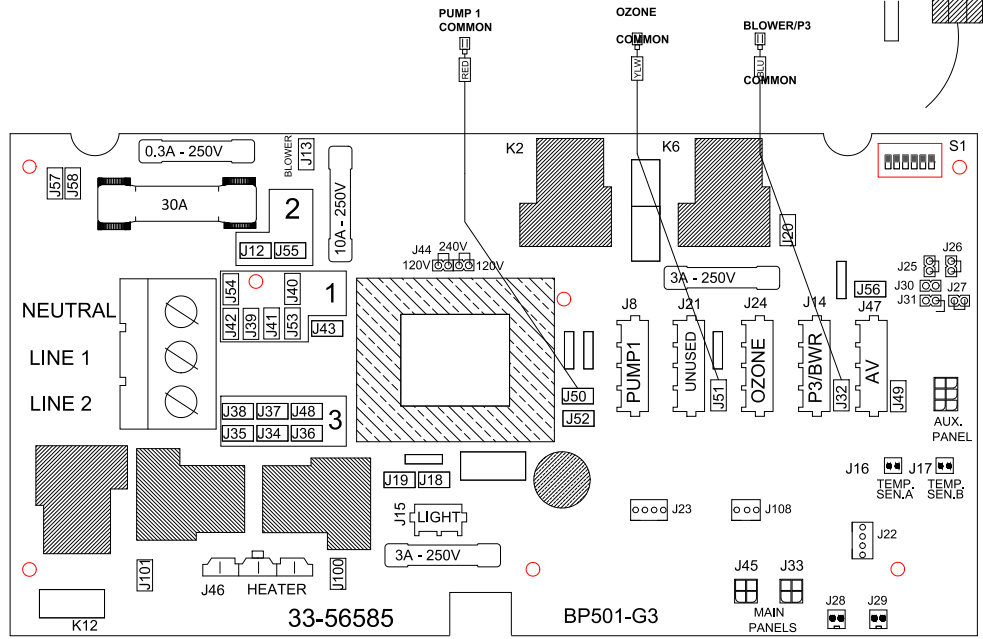 PUMP 1
COMMON
RED
OZONE
COMMON
YLW
BLOWER/P3
COMMON
BLU
0.3A - 250V
BLOWER
J13
K2
K6
S1
J57
J58
30A
10A - 250V
2
J12
J55
J20
J44
240V
120V
120V
3A - 250V
J26
J25
J30
J27
J31
J56
J54
J40
1
J42
J39
J41
J53
J43
NEUTRAL
LINE 1
LINE 2
J8
PUMP1
J21
UNUSED
J24
OZONE
J14
P3/BWR
J47
AV
J50
J52
J51
J32
J49
J38
J37
J48
3
J35
J34
J36
AUX.
PANEL
J16
TEMP.
SEN.A
J17
TEMP.
SEN.B
J19
J18
J15
LIGHT
3A - 250V
J23
J108
J22
J101
J46
HEATER
J100
J45
J33
MAIN
PANELS
J28
J29
K12
33-56585
BP501-G3